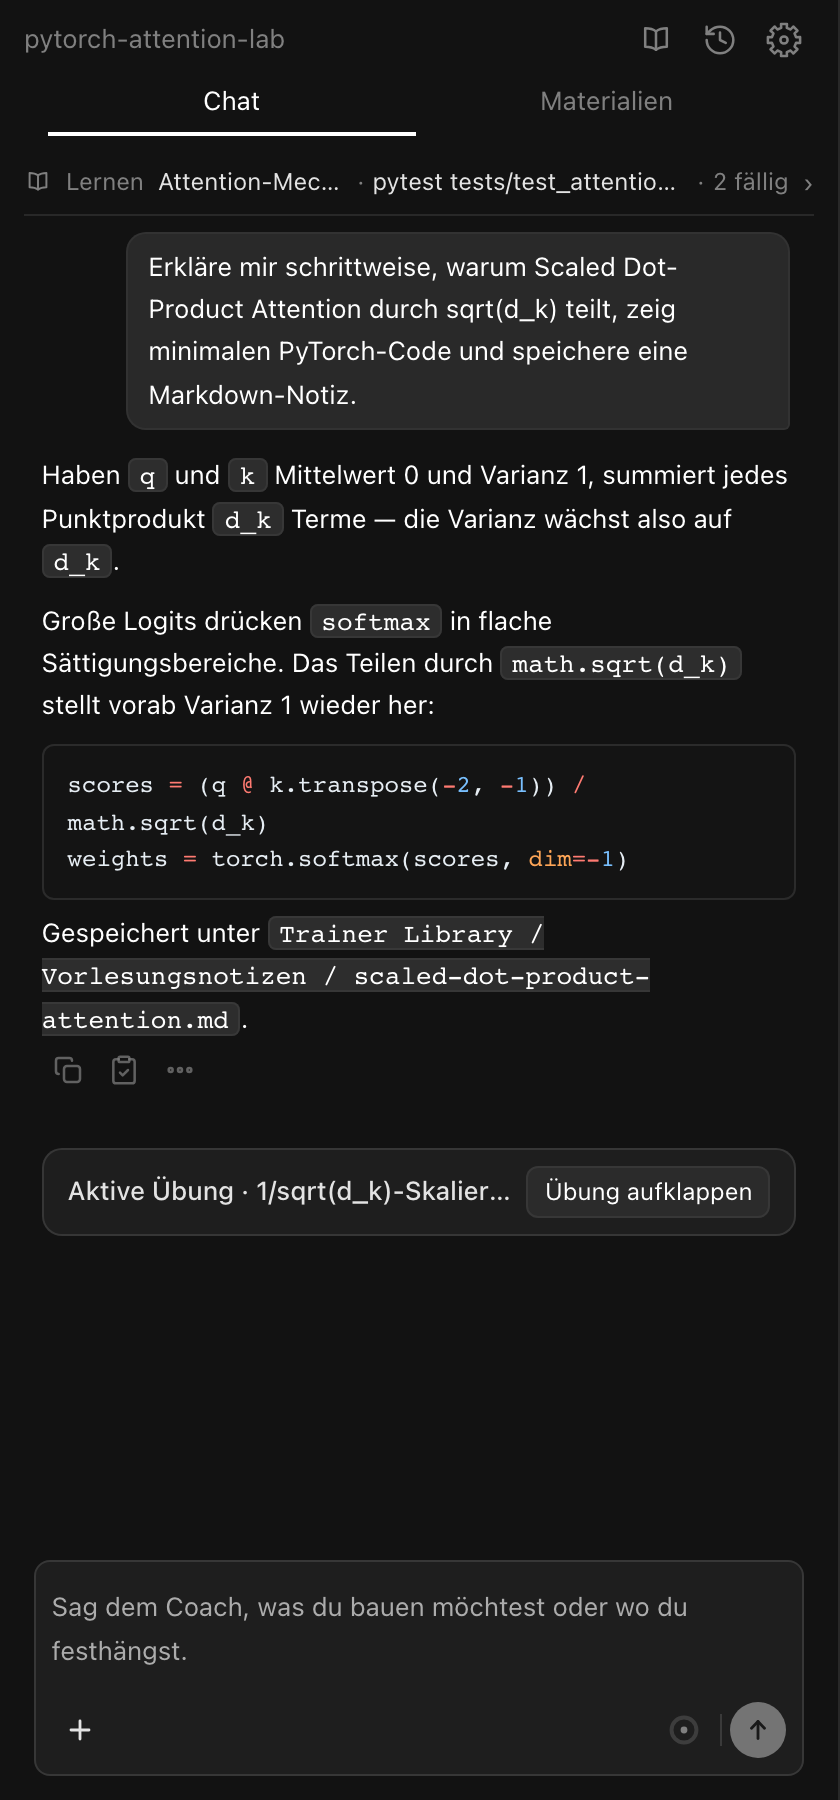 pytorch-attention-lab
Chat
Materialien
Lernen Attention-Mec... · pytest tests/test_attentio... · 2 fällig ›
Erkläre mir schrittweise, warum Scaled Dot-
Product Attention durch sqrt(d_k) teilt, zeig
minimalen PyTorch-Code und speichere eine
Markdown-Notiz.
Haben q und k Mittelwert 0 und Varianz 1, summiert jedes
Punktprodukt d_k Terme — die Varianz wächst also auf
d_k.
Große Logits drücken softmax in flache
Sättigungsbereiche. Das Teilen durch math.sqrt(d_k)
stellt vorab Varianz 1 wieder her:
scores = (q @ k.transpose(-2, -1)) /
math.sqrt(d_k)
weights = torch.softmax(scores, dim=-1)
Gespeichert unter Trainer Library /
Vorlesungsnotizen / scaled-dot-product-
attention.md.
Aktive Übung · 1/sqrt(d_k)-Skalier...
Übung aufklappen
Sag dem Coach, was du bauen möchtest oder wo du
festhängst.